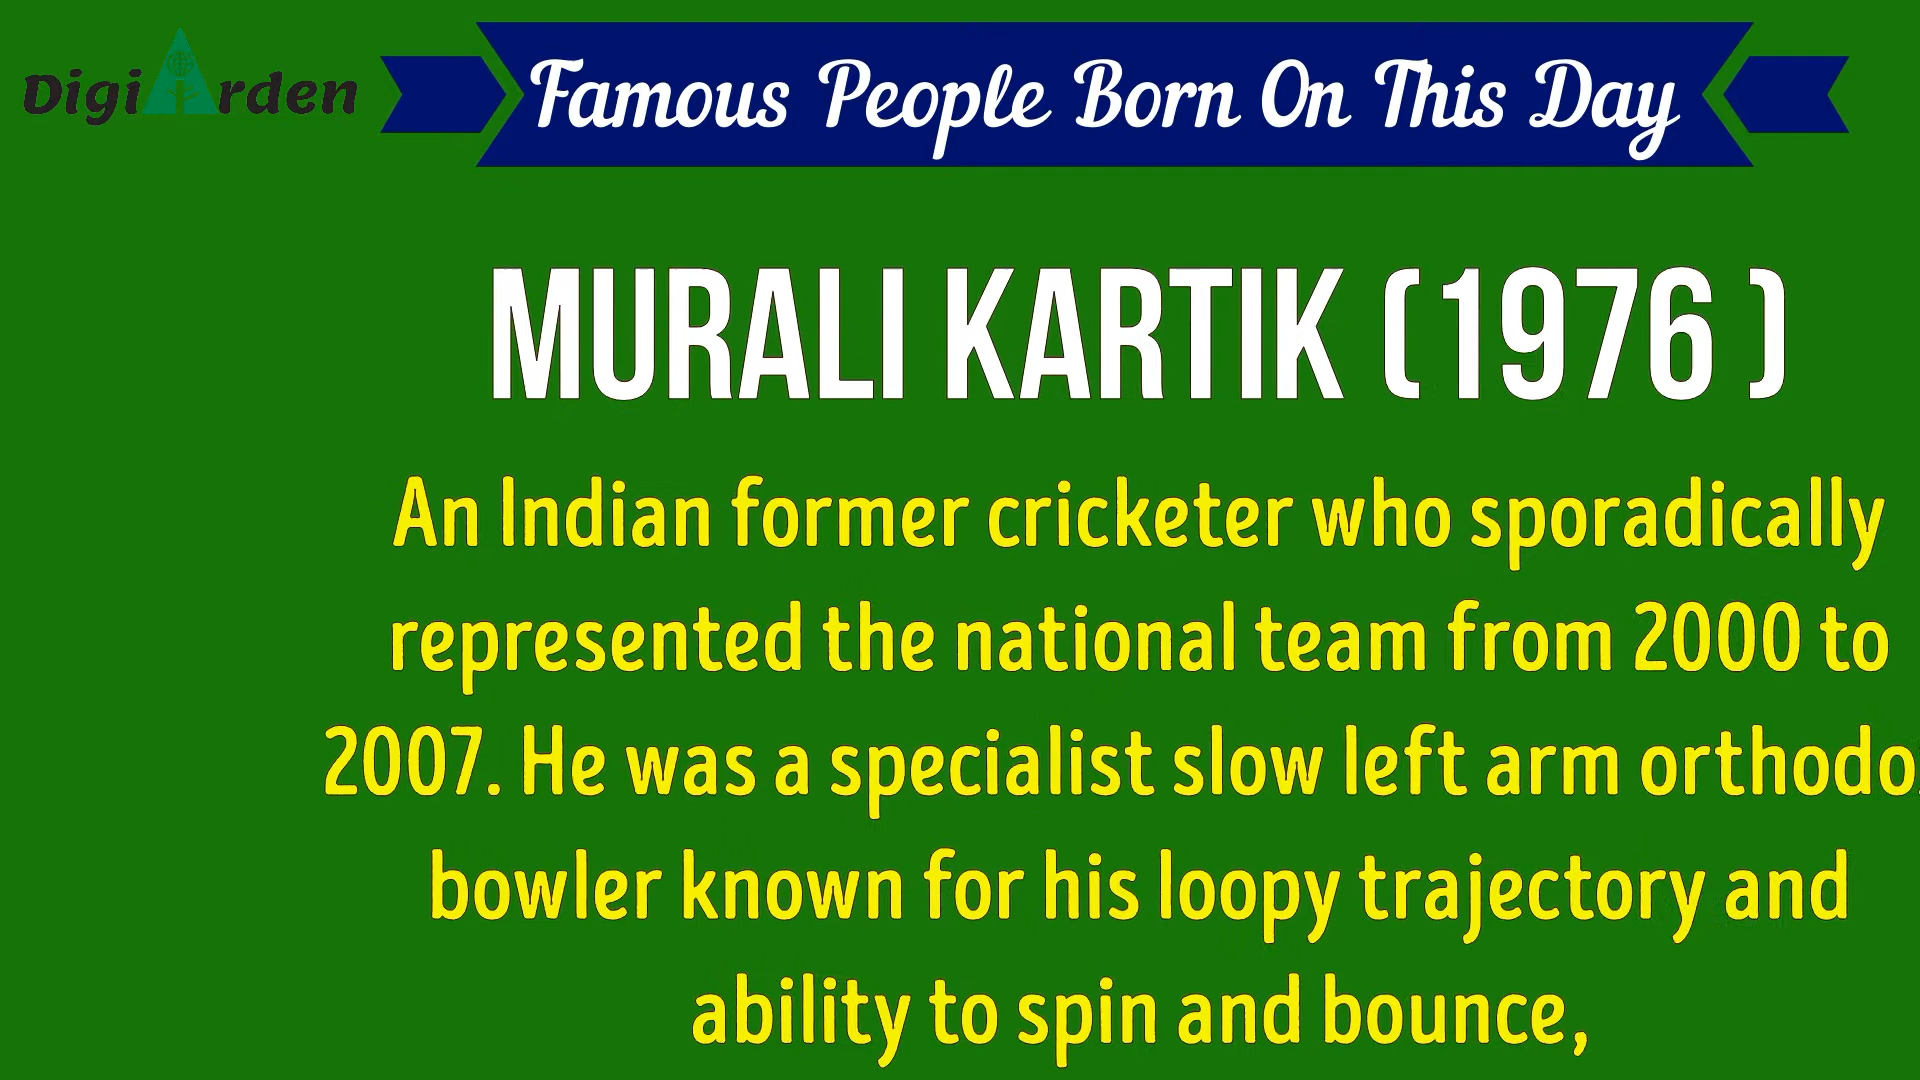 DigiArden
Famous People Born On This Day
MURALI KARTIK (1976 )
An Indian former cricketer who sporadically
represented the national team from 2000 to
2007. He was a specialist slow left arm orthodo
bowler known for his loopy trajectory and
ability to spin and bounce,